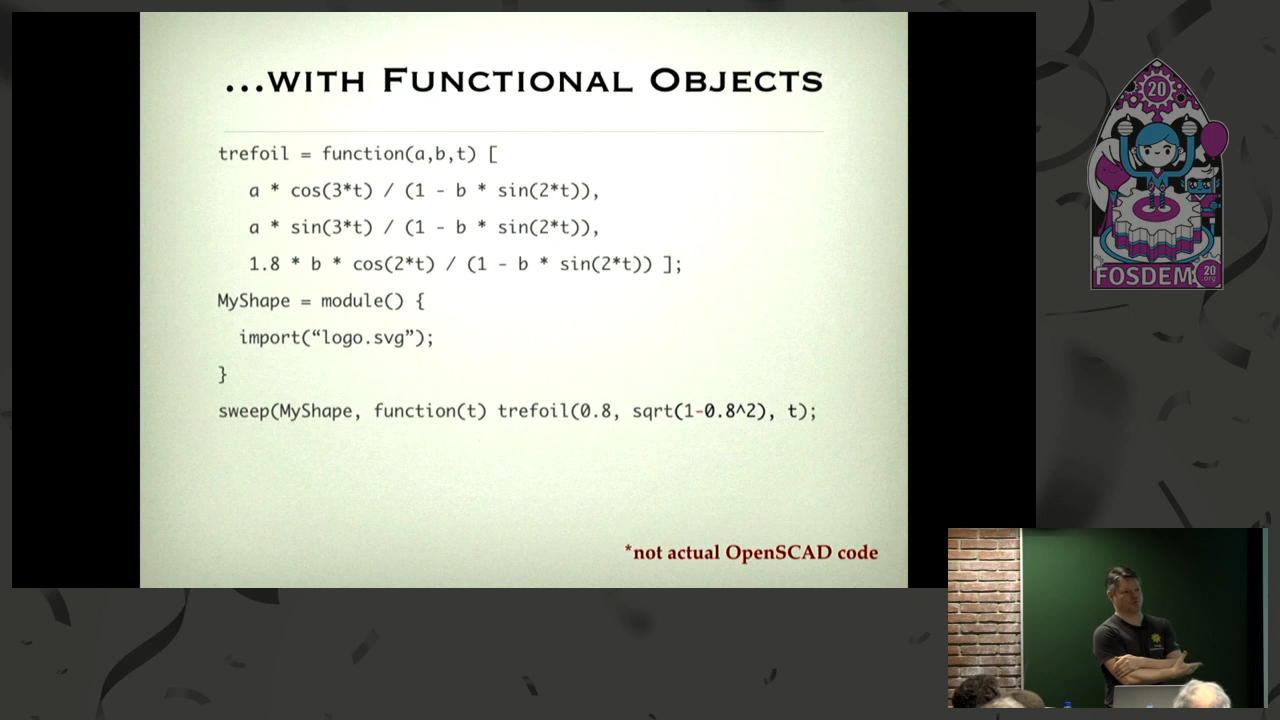 ...WITH FUNCTIONAL OBJECTS
trefoil = function(a,b,t) [
a * cos(3*t) / (1 - b * sin(2*t)),
a * sin(3*t) / (1 - b * sin(2*t)),
1.8 * b * cos(2*t) / (1 - b * sin(2*t)) ];
MyShape = module() {
import(“logo.svg”);
}
sweep(MyShape, function(t) trefoil(0.8, sqrt(1-0.8^2), t);
*not actual OpenSCAD code
20
FOSDEM 20
.org